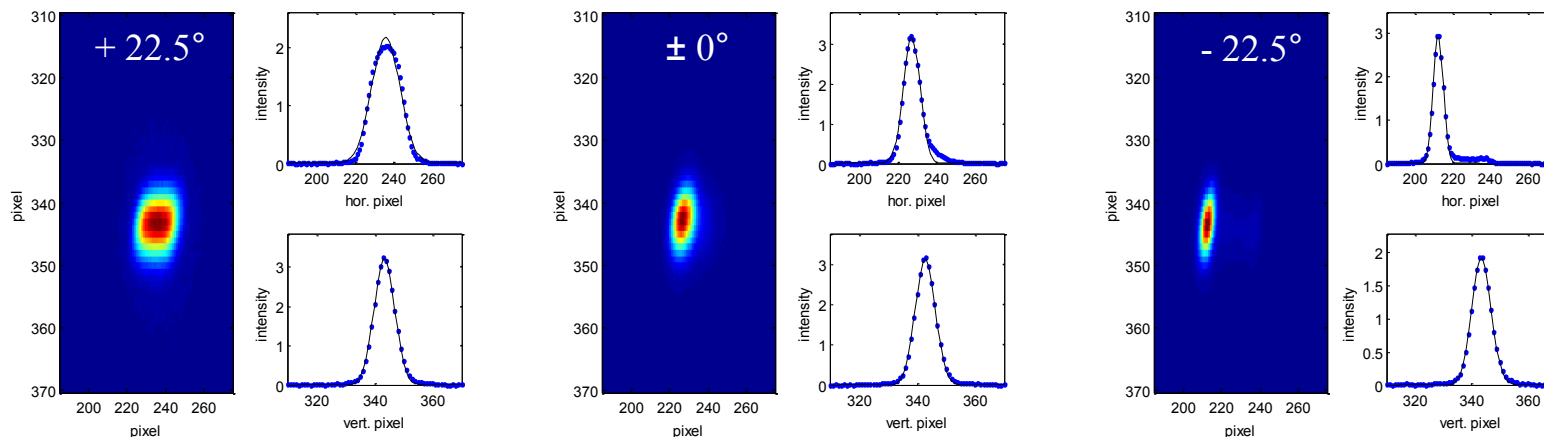 + 22.5°
310
320
330
340
350
360
370
pixel
200 220 240 260
pixel
2
1
0
intensity
200 220 240 260
hor. pixel
3
2
1
0
intensity
320 340 360
vert. pixel
± 0°
310
320
330
340
350
360
370
pixel
200 220 240 260
pixel
3
2
1
0
intensity
200 220 240 260
hor. pixel
3
2
1
0
intensity
320 340 360
vert. pixel
- 22.5°
310
320
330
340
350
360
370
pixel
200 220 240 260
pixel
3
2
1
0
intensity
200 220 240 260
hor. pixel
2
1.5
1
0.5
0
intensity
320 340 360
vert. pixel